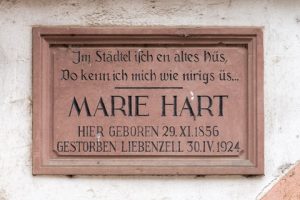 Im Städtel isch en altes Hüs,
Do kenn ich mich wie nirigs üs...
MARIE HART
HIER GEBOREN 29.XI.1856
GESTORBEN LIEBENZELL 30.IV.1924